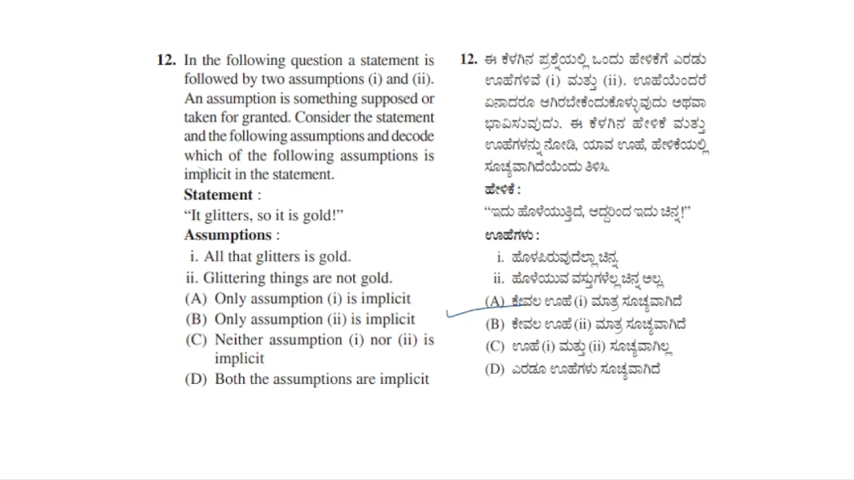 12. In the following question a statement is
followed by two assumptions (i) and (ii).
An assumption is something supposed or
taken for granted. Consider the statement
and the following assumptions and decode
which of the following assumptions is
implicit in the statement.
Statement :
“It glitters, so it is gold!”
Assumptions :
i. All that glitters is gold.
ii. Glittering things are not gold.
(A) Only assumption (i) is implicit
(B) Only assumption (ii) is implicit
(C) Neither assumption (i) nor (ii) is
implicit
(D) Both the assumptions are implicit
12. ಈ ಕೆಳಗಿನ ಪ್ರಶ್ನೆಯಲ್ಲಿ ಒಂದು ಹೇಳಿಕೆಗೆ ಎರಡು
ಊಹೆಗಳಿವೆ (i) ಮತ್ತು (ii). ಊಹೆಯೆಂದರೆ
ಏನಾದರೂ ಆಗಿರಬೇಕೆಂದುಕೊಳ್ಳುವುದು ಅಥವಾ
ಭಾವಿಸುವುದು. ಈ ಕೆಳಗಿನ ಹೇಳಿಕೆ ಮತ್ತು
ಊಹೆಗಳನ್ನು ನೋಡಿ, ಯಾವ ಊಹೆ, ಹೇಳಿಕೆಯಲ್ಲಿ
ಸೂಚ್ಯವಾಗಿದೆಯೆಂದು ತಿಳಿಸಿ.
ಹೇಳಿಕೆ :
“ಇದು ಹೊಳೆಯುತ್ತಿದೆ, ಆದ್ದರಿಂದ ಇದು ಚಿನ್ನ!”
ಊಹೆಗಳು :
i. ಹೊಳಪಿರುವುದೆಲ್ಲಾ ಚಿನ್ನ.
ii. ಹೊಳೆಯುವ ವಸ್ತುಗಳೆಲ್ಲ ಚಿನ್ನ ಅಲ್ಲ.
(A) ಕೇವಲ ಊಹೆ (i) ಮಾತ್ರ ಸೂಚ್ಯವಾಗಿದೆ
(B) ಕೇವಲ ಊಹೆ (ii) ಮಾತ್ರ ಸೂಚ್ಯವಾಗಿದೆ
(C) ಊಹೆ (i) ಮತ್ತು (ii) ಸೂಚ್ಯವಾಗಿಲ್ಲ
(D) ಎರಡೂ ಊಹೆಗಳು ಸೂಚ್ಯವಾಗಿದೆ